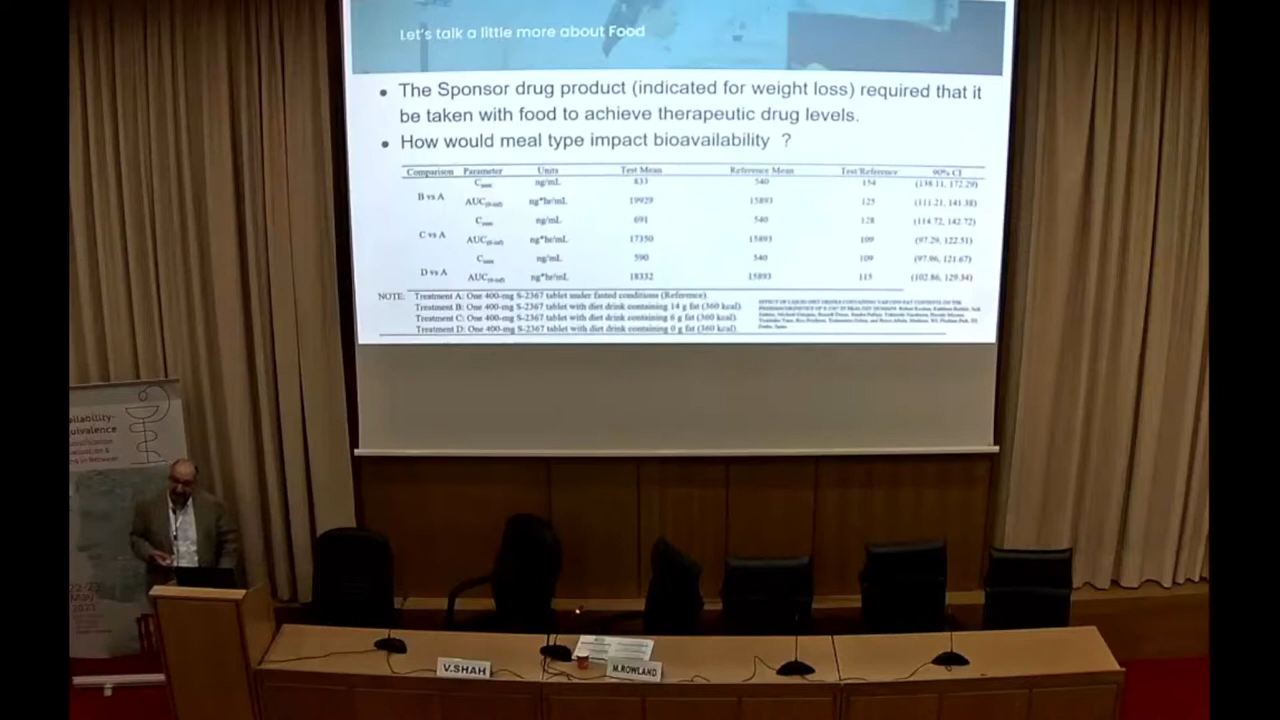 Let's talk a little more about Food
• The Sponsor drug product (indicated for weight loss) required that it
be taken with food to achieve therapeutic drug levels.
• How would meal type impact bioavailability ?
Comparison Parameter Units Test Mean Reference Mean Test/Reference 90% CI
Cmax ng/mL 833 540 154 (138.11, 172.29)
B vs A
ng*hr/mL 19929 15893 125 (111.21, 141.38)
Cmax ng/mL 691 540 128 (114.72, 142.72)
C vs A
ng*hr/mL 17350 15893 109 (97.29, 122.51)
Cmax ng/mL 590 540 109 (97.96, 121.67)
D vs A
ng*hr/mL 18332 15893 115 (102.86, 129.34)
NOTE: Treatment A: One 400-mg S-2367 tablet under fasted conditions (Reference).
Treatment B: One 400-mg S-2367 tablet with diet drink containing 14 g fat (360 kcal).
Treatment C: One 400-mg S-2367 tablet with diet drink containing 6 g fat (360 kcal).
Treatment D: One 400-mg S-2367 tablet with diet drink containing 0 g fat (360 kcal).
22/23
MAY
V.SHAH
M.ROWLAND